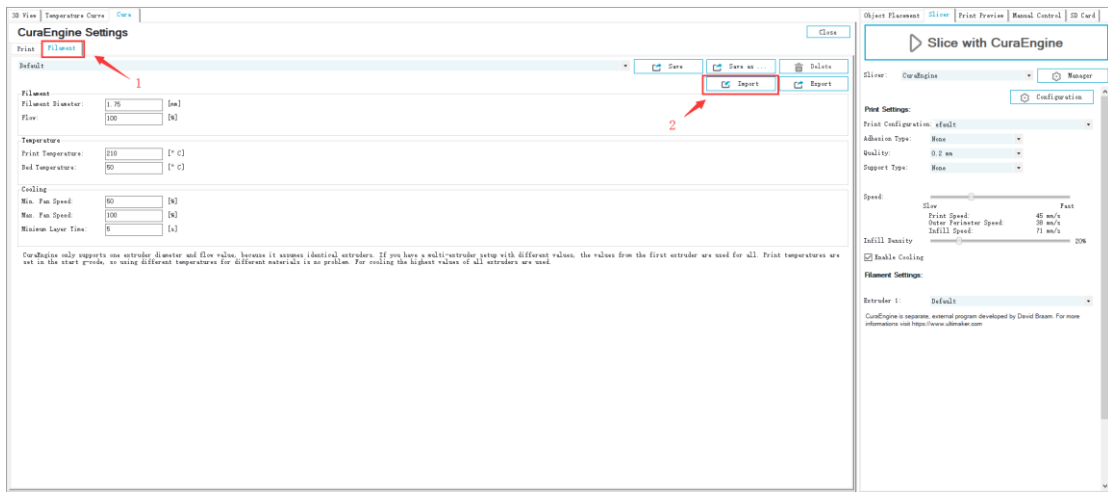 3D View Temperature Curve Cura
CuraEngine Settings
Close
Print Filament
1
Default
Save Save as ... Delete
Import Export
2
Filament
Filament Diameter: 1.75 [mm]
Flow: 100 [%]
Temperature
Print Temperature: 210 [° C]
Bed Temperature: 50 [° C]
Cooling
Min. Fan Speed: 50 [%]
Max. Fan Speed: 100 [%]
Minimum Layer Time: 5 [s]
CuraEngine only supports one extruder diameter and flow value, because it assumes identical extruders. If you have a multi-extruder setup with different values, the values from the first extruder are used for all. Print temperatures are
set in the start g-code, so using different temperatures for different materials is no problem. For cooling the highest values of all extruders are used.
Object Placement Slicer Print Preview Manual Control SD Card
Slice with CuraEngine
Slicer: CuraEngine Manager
Configuration
Print Settings:
Print Configuration: efault
Adhesion Type: None
Quality: 0.2 mm
Support Type: None
Speed:
Slow Fast
Print Speed: 45 mm/s
Outer Perimeter Speed: 38 mm/s
Infill Speed: 71 mm/s
Infill Density 20%
Enable Cooling
Filament Settings:
Extruder 1: Default
CuraEngine is separate, external program developed by David Braam. For more
informations visit https://www.ultimaker.com